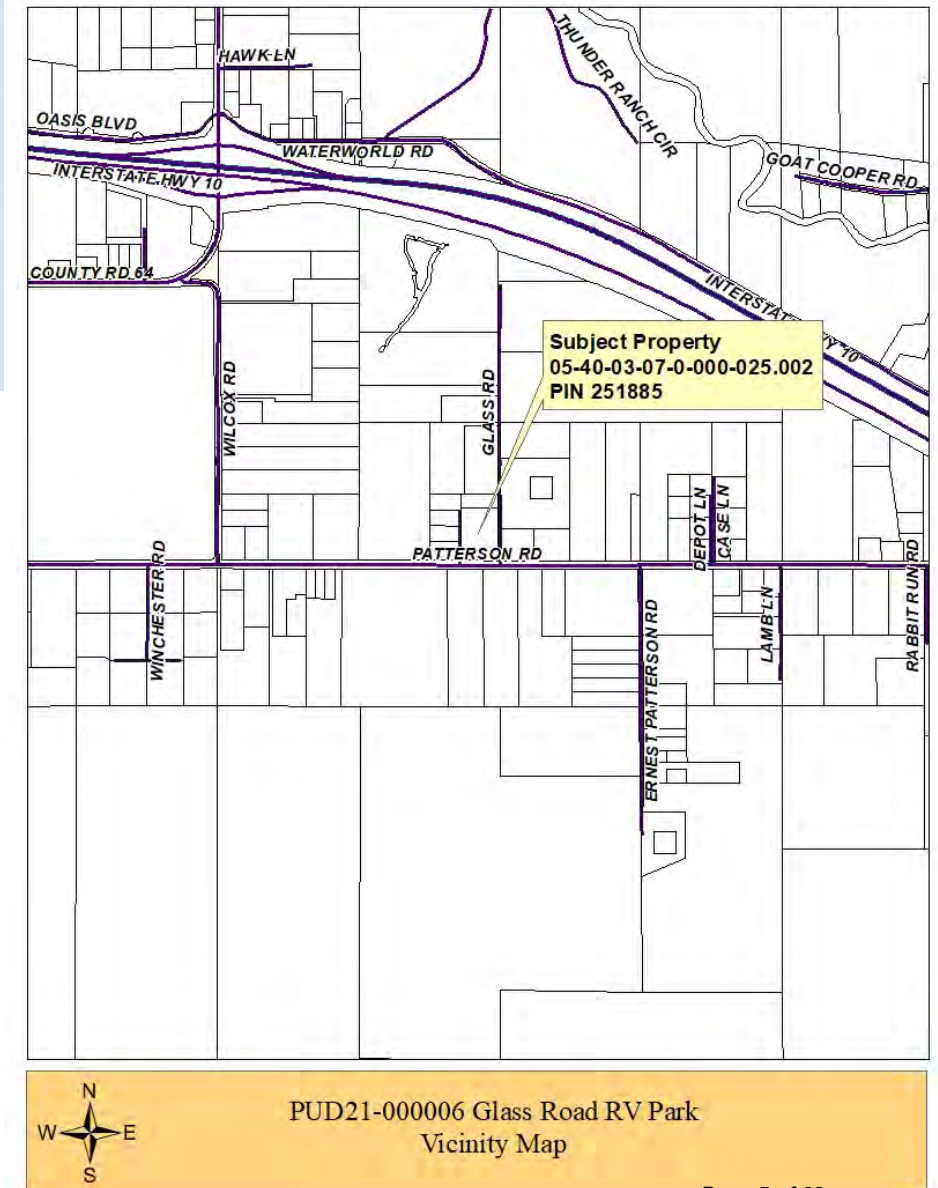 HAWK LN
THUNDER RANCH CIR
OASIS BLVD
WATERWORLD RD
GOAT COOPER RD
INTERSTATE HWY 10
COUNTY RD 64
INTERSTAT
WY 10
Subject Property
05-40-03-07-0-000-025.002
PIN 251885
WILCOX RD
GLASS RD
DEPOT LN
CASE LN
PATTERSON RD
WINCHESTER RD
ERNEST PATTERSON RD
LAMB LN
RABBIT RUN RD
N
W E
S
PUD21-000006 Glass Road RV Park
Vicinity Map